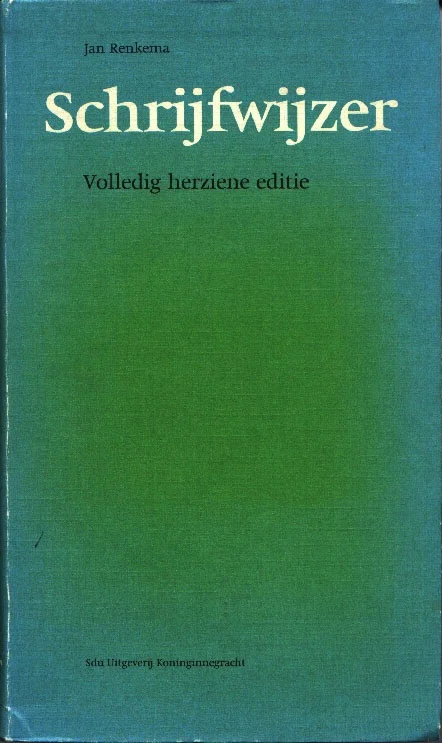 Jan Renkema
Schrijfwijzer
Volledig herziene editie
Sdu Uitgeverij Koninginnegracht